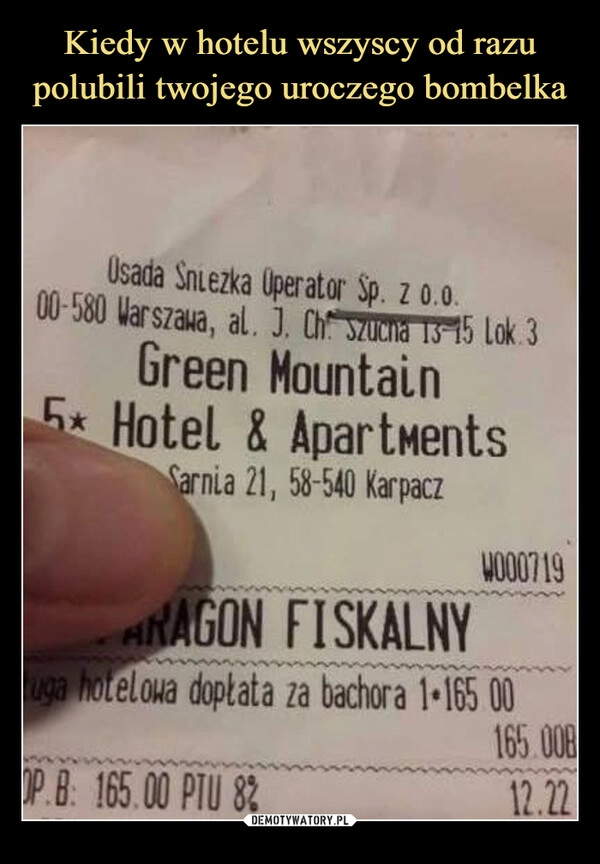 Kiedy w hotelu wszyscy od razu
polubili twojego uroczego bombelka
Osada Sniezka Operator Sp. z o.o.
00-580 Warszawa, al. J. Ch. Szucha 13-15 Lok.3
Green Mountain
5* Hotel & Apartments
Sarnia 21, 58-540 Karpacz
W000719
ARAGON FISKALNY
uga hotelowa dopłata za bachora 1*165 00
165.00B
OP.B: 165.00 PTU 8%
12.22
DEMOTYWATORY.PL